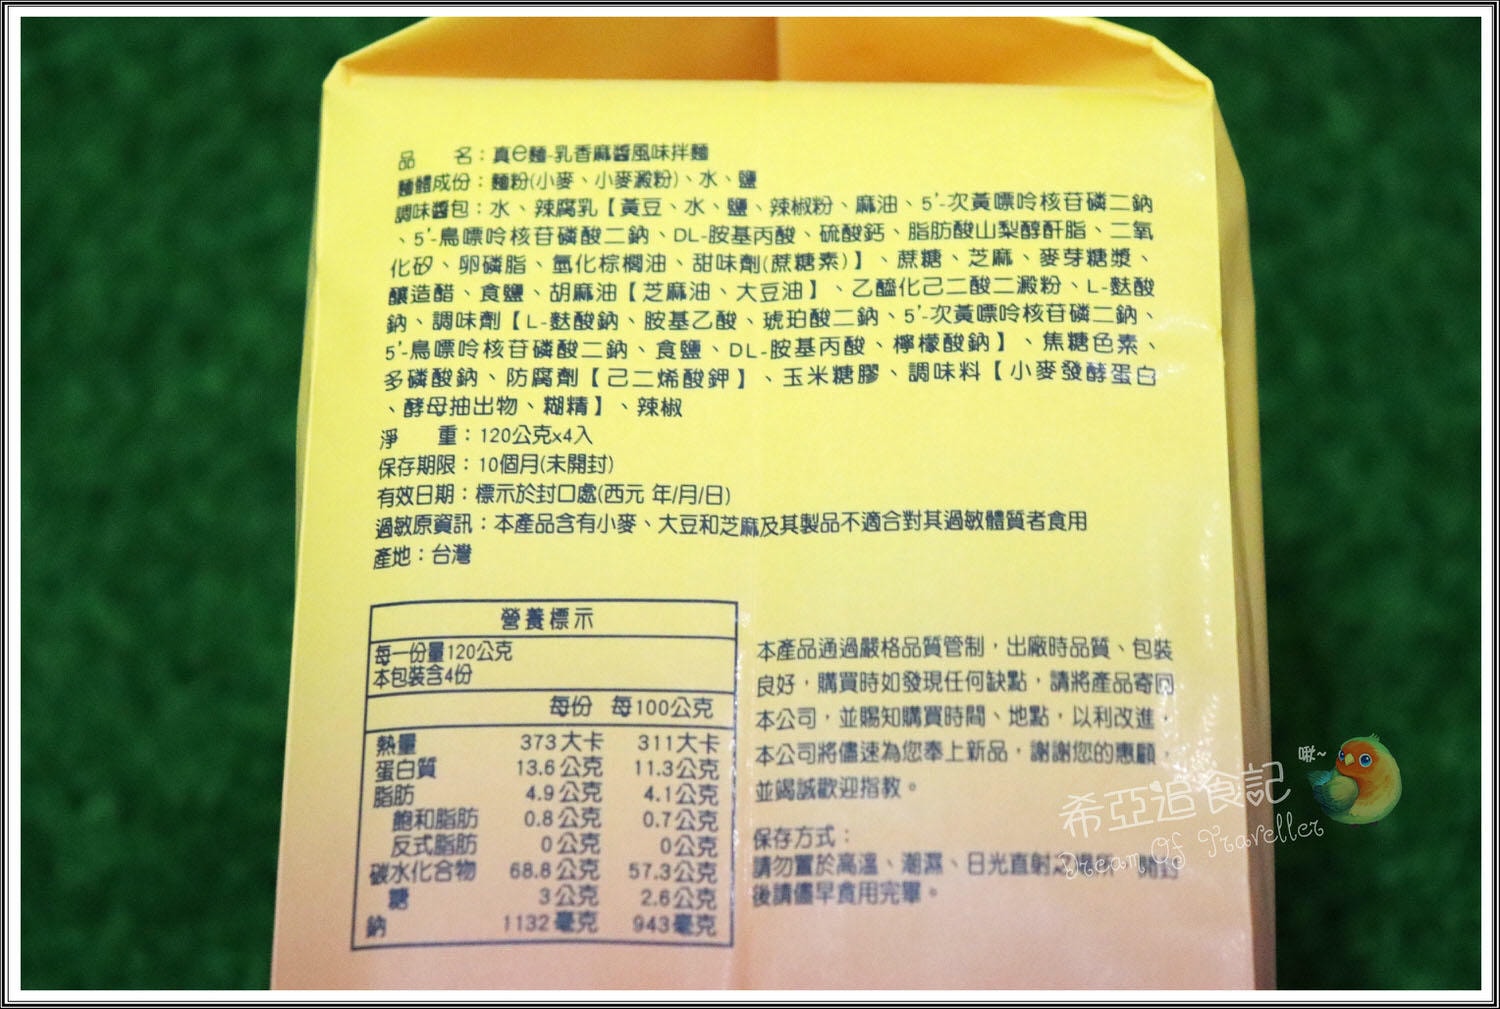 品　　名：真e麵-乳香麻醬風味拌麵
麵體成份：麵粉(小麥、小麥澱粉)、水、鹽
調味醬包：水、辣腐乳【黃豆、水、鹽、辣椒粉、麻油、5'-次黃嘌呤核苷磷二鈉
、5'-鳥嘌呤核苷磷酸二鈉、DL-胺基丙酸、硫酸鈣、脂肪酸山梨醇酐脂、二氧
化矽、卵磷脂、氫化棕櫚油、甜味劑(蔗糖素)】、蔗糖、芝麻、麥芽糖漿、
釀造醋、食鹽、胡麻油【芝麻油、大豆油】、乙醯化己二酸二澱粉、L-麩酸
鈉、調味劑【L-麩酸鈉、胺基乙酸、琥珀酸二鈉、5'-次黃嘌呤核苷磷二鈉、
5'-鳥嘌呤核苷磷酸二鈉、食鹽、DL-胺基丙酸、檸檬酸鈉】、焦糖色素、
多磷酸鈉、防腐劑【己二烯酸鉀】、玉米糖膠、調味料【小麥發酵蛋白
、酵母抽出物、糊精】、辣椒
淨　　重：120公克x4入
保存期限：10個月(未開封)
有效日期：標示於封口處(西元 年/月/日)
過敏原資訊：本產品含有小麥、大豆和芝麻及其製品不適合對其過敏體質者食用
產地：台灣
營養標示
每一份量120公克
本包裝含4份
每份 每100公克
熱量 373大卡 311大卡
蛋白質 13.6公克 11.3公克
脂肪 4.9公克 4.1公克
飽和脂肪 0.8公克 0.7公克
反式脂肪 0公克 0公克
碳水化合物 68.8公克 57.3公克
糖 3公克 2.6公克
鈉 1132毫克 943毫克
本產品通過嚴格品質管制，出廠時品質、包裝
良好，購買時如發現任何缺點，請將產品寄回
本公司，並賜知購買時間、地點，以利改進，
本公司將儘速為您奉上新品，謝謝您的惠顧，
並竭誠歡迎指教。
保存方式：
請勿置於高溫、潮濕、日光直射之場所，開封
後請儘早食用完畢。
希亞追食記
Dream Of Traveller